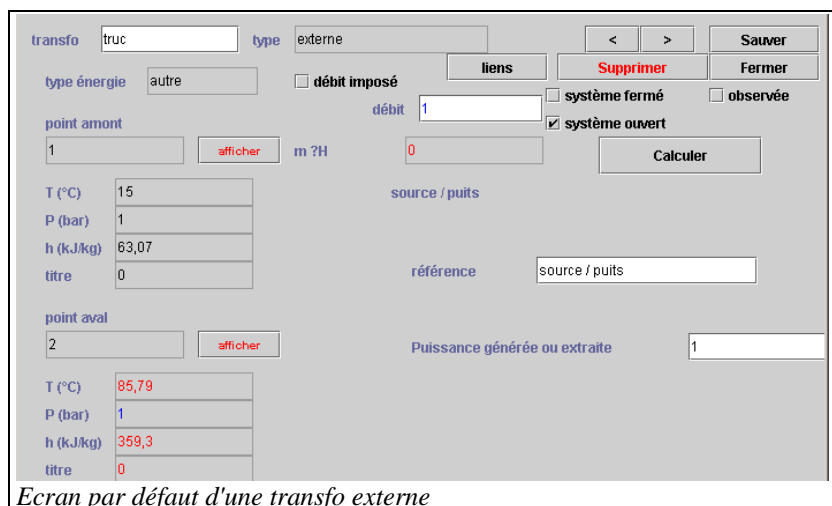 transfo truc type externe < > Sauver
liens Supprimer Fermer
type énergie autre débit imposé
système fermé observée
débit 1
point amont système ouvert
1 afficher m ?H 0 Calculer
T (°C) 15 source / puits
P (bar) 1
h (kJ/kg) 63,07
référence source / puits
titre 0
point aval
2 afficher Puissance générée ou extraite 1
T (°C) 85,79
P (bar) 1
h (kJ/kg) 359,3
titre 0
Ecran par défaut d'une transfo externe